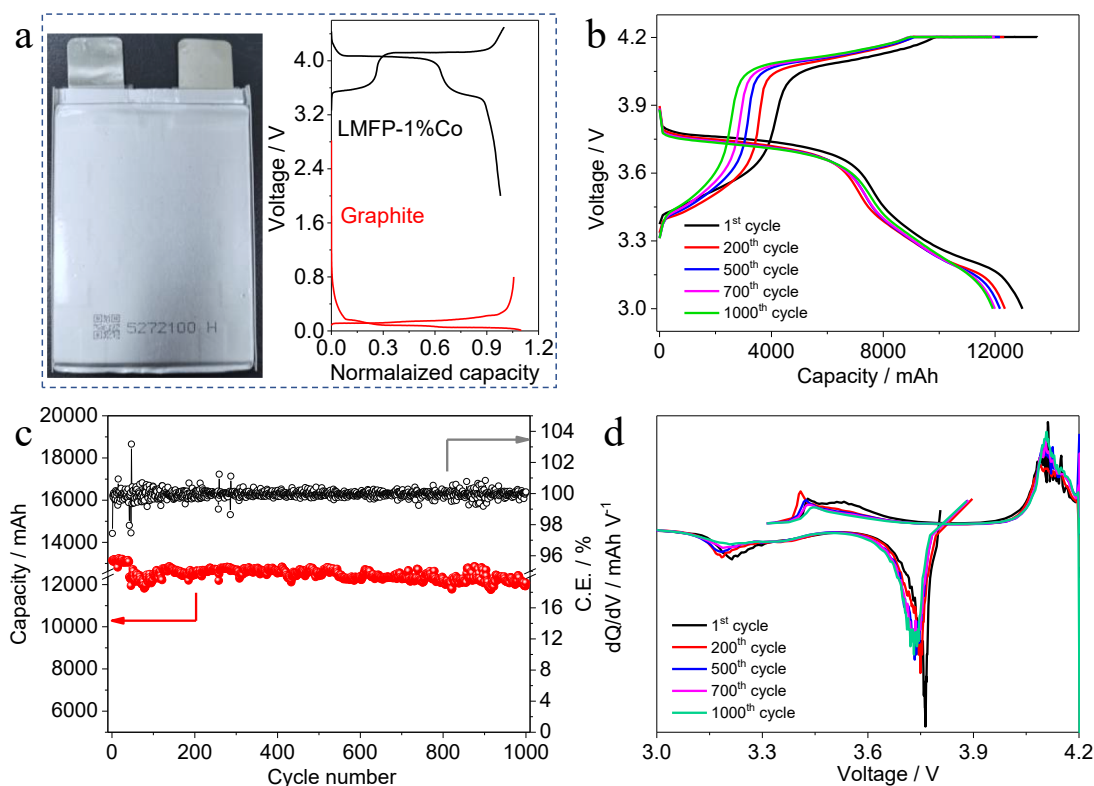 a
5272100 H
Voltage / V
4.0
3.2
2.4
1.6
0.8
0.0
LMFP-1%Co
Graphite
0.0 0.3 0.6 0.9 1.2
Normalaized capacity
b
Voltage / V
4.2
3.9
3.6
3.3
3.0
1st cycle
200th cycle
500th cycle
700th cycle
1000th cycle
0 4000 8000 12000
Capacity / mAh
c
Capacity / mAh
20000
18000
16000
14000
13000
12000
10000
8000
6000
104
102
100
98
96
16
14
12
2
0
C.E. / %
0 200 400 600 800 1000
Cycle number
d
dQ/dV / mAh V-1
1st cycle
200th cycle
500th cycle
700th cycle
1000th cycle
3.0 3.3 3.6 3.9 4.2
Voltage / V